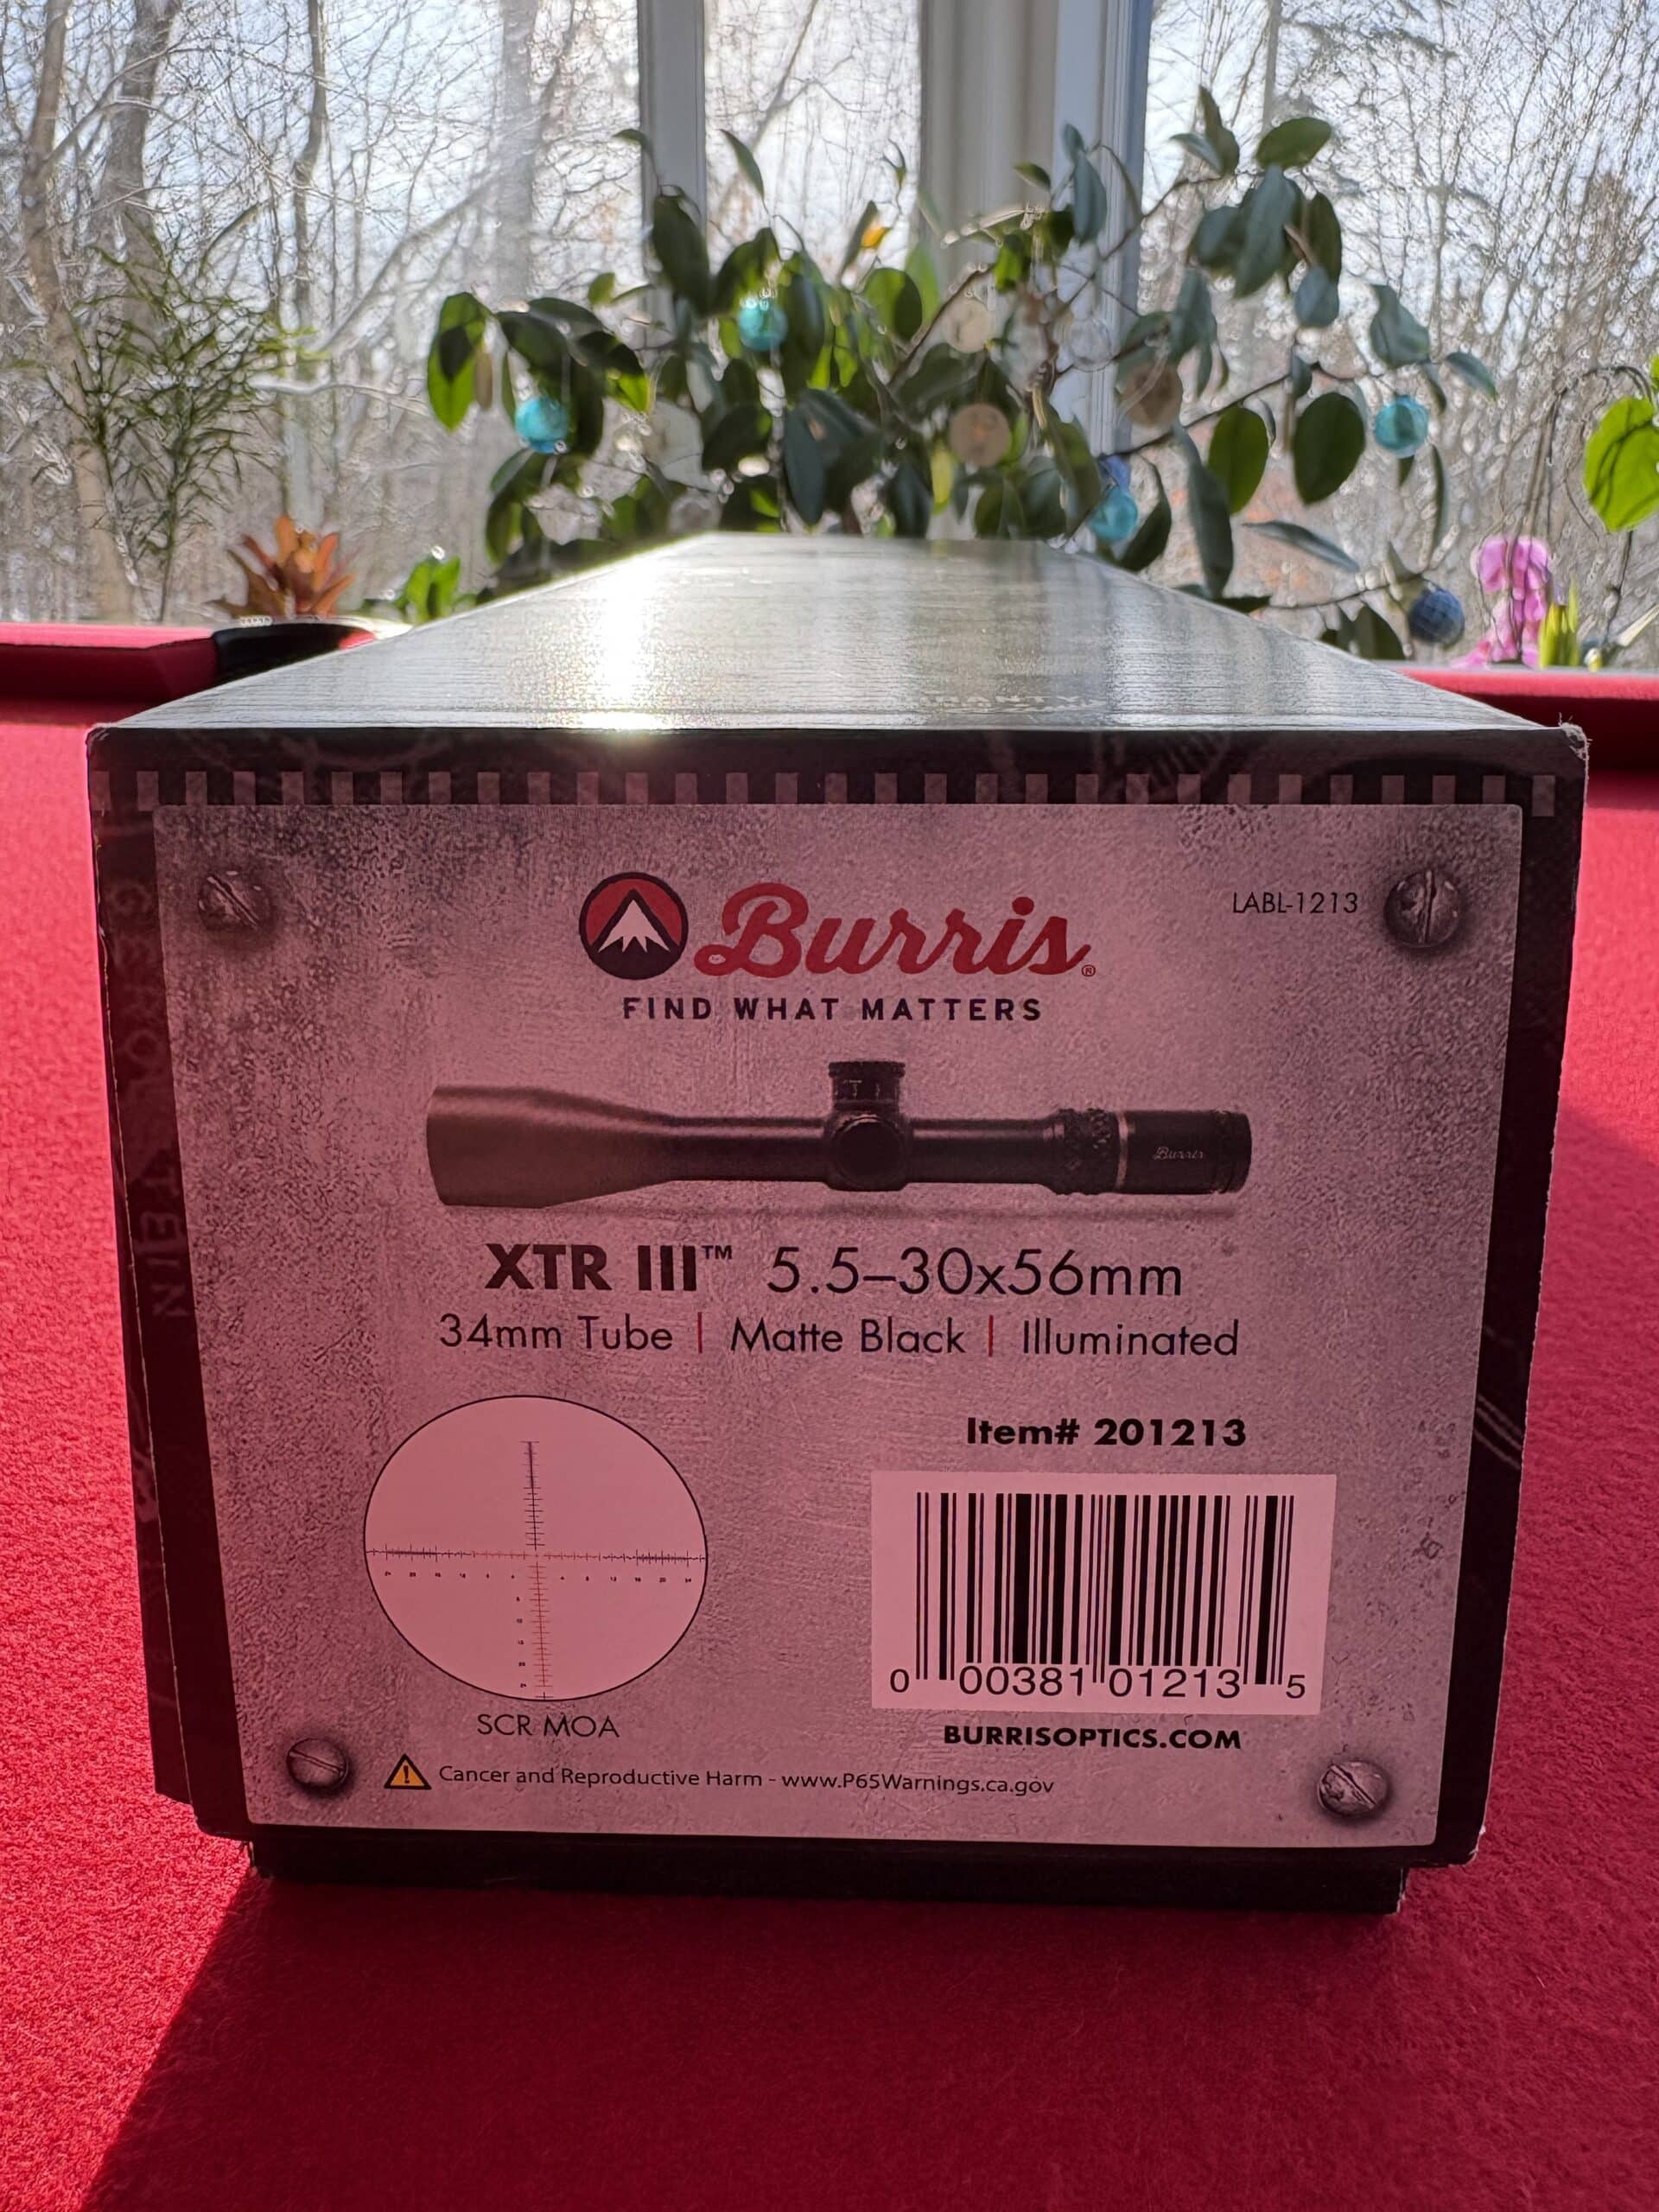 LABL-1213
Burris®
FIND WHAT MATTERS
Burris
XTR III™ 5.5–30x56mm
34mm Tube | Matte Black | Illuminated
Item# 201213
0 00381 01213 5
SCR MOA
BURRISOPTICS.COM
Cancer and Reproductive Harm - www.P65Warnings.ca.gov